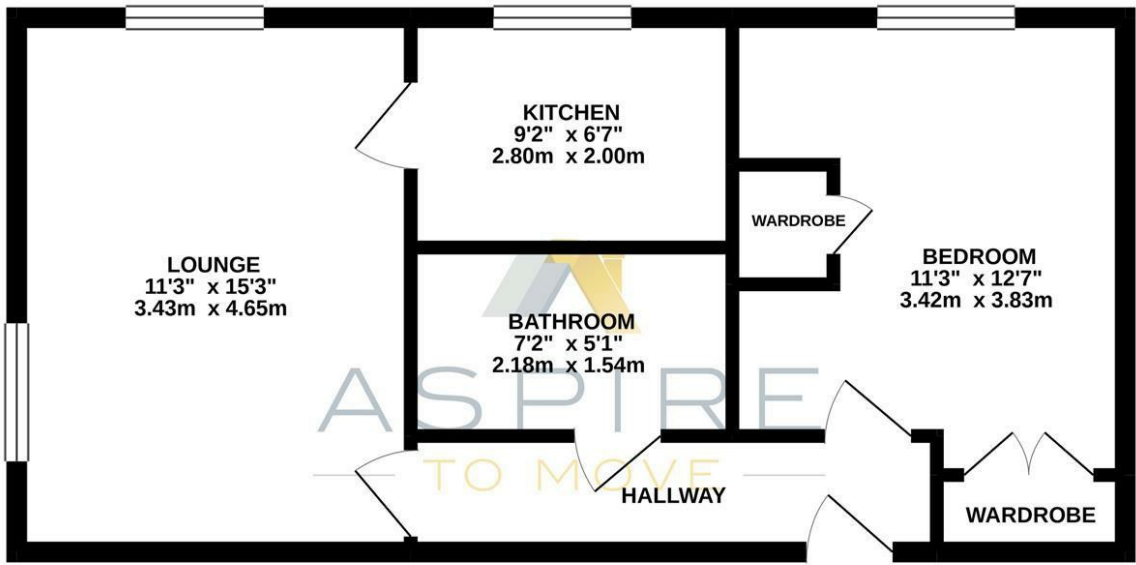 KITCHEN
9'2" x 6'7"
2.80m x 2.00m
WARDROBE
LOUNGE
11'3" x 15'3"
3.43m x 4.65m
BEDROOM
11'3" x 12'7"
3.42m x 3.83m
BATHROOM
7'2" x 5'1"
2.18m x 1.54m
ASPIRE
TO MOVE
HALLWAY
WARDROBE